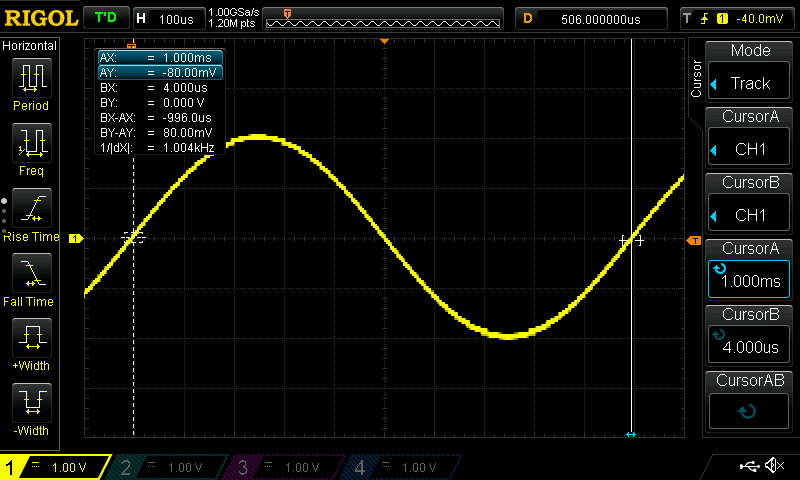 RIGOL T'D H 100us 1.00GSa/s 1.20M pts T D 506.000000us T 1 -40.0mV
Horizontal
Period
Freq
Rise Time
Fall Time
+Width
-Width
AX: = 1.000ms
AY: = -80.00mV
BX: = 4.000us
BY: = 0.000 V
BX-AX: = -996.0us
BY-AY: = 80.00mV
1/|dX|: = 1.004kHz
1
T
Cursor
Mode
Track
CursorA
CH1
CursorB
CH1
CursorA
1.000ms
CursorB
4.000us
CursorAB
1 = 1.00 V 2 = 1.00 V 3 = 1.00 V 4 = 1.00 V